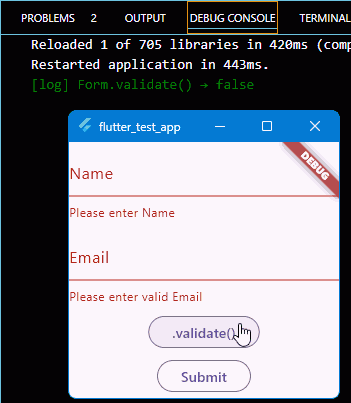 PROBLEMS 2 OUTPUT DEBUG CONSOLE TERMINAL
Reloaded 1 of 705 libraries in 420ms (comp
Restarted application in 443ms.
[log] Form.validate() → false
flutter_test_app
DEBUG
Name
Please enter Name
Email
Please enter valid Email
.validate()
Submit